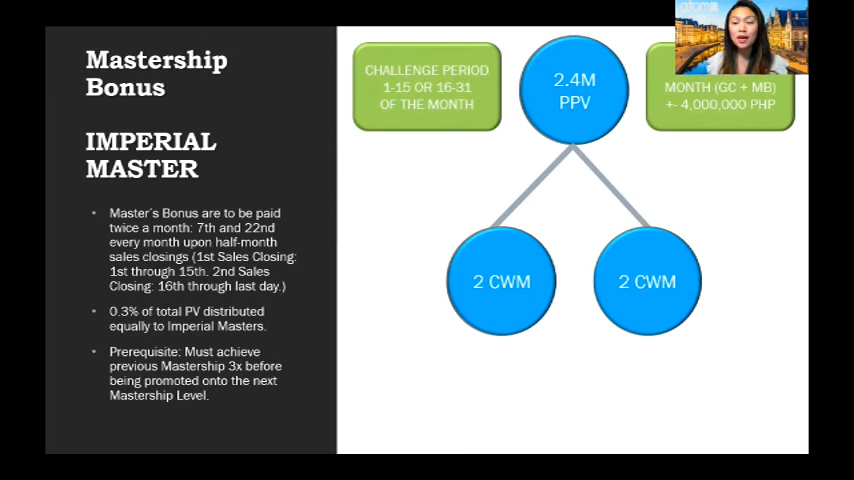 Mastership
Bonus
IMPERIAL
MASTER
• Master's Bonus are to be paid
twice a month: 7th and 22nd
every month upon half-month
sales closings (1st Sales Closing:
1st through 15th. 2nd Sales
Closing: 16th through last day.)
• 0.3% of total PV distributed
equally to Imperial Masters.
• Prerequisite: Must achieve
previous Mastership 3x before
being promoted onto the next
Mastership Level.
CHALLENGE PERIOD
1-15 OR 16-31
OF THE MONTH
2.4M
PPV
MONTH (GC + MB)
+- 4,000,000 PHP
2 CWM
2 CWM